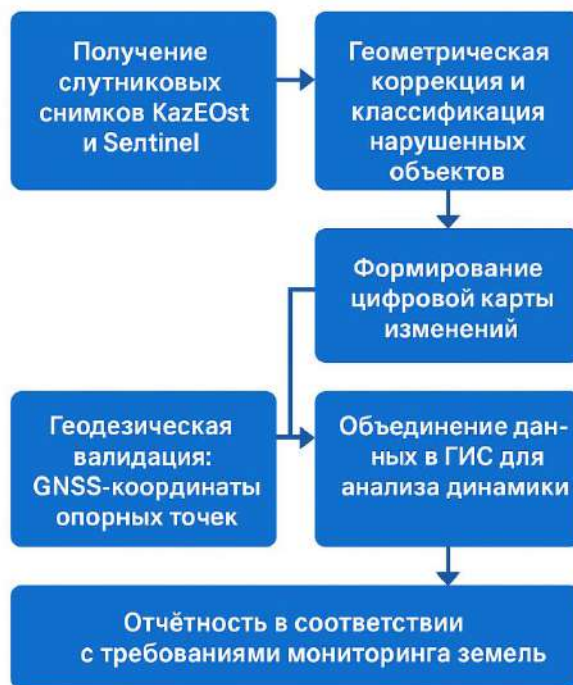 Получение
слутниковых
снимков KazEOst
и Sentinel
Геометрическая
коррекция и
классификация
нарушенных
объектов
Формирование
цифровой карты
изменений
Геодезическая
валидация:
GNSS-координаты
опорных точек
Объединение дан-
ных в ГИС для
анализа динамики
Отчётность в соответствии
с требованиями мониторинга земель